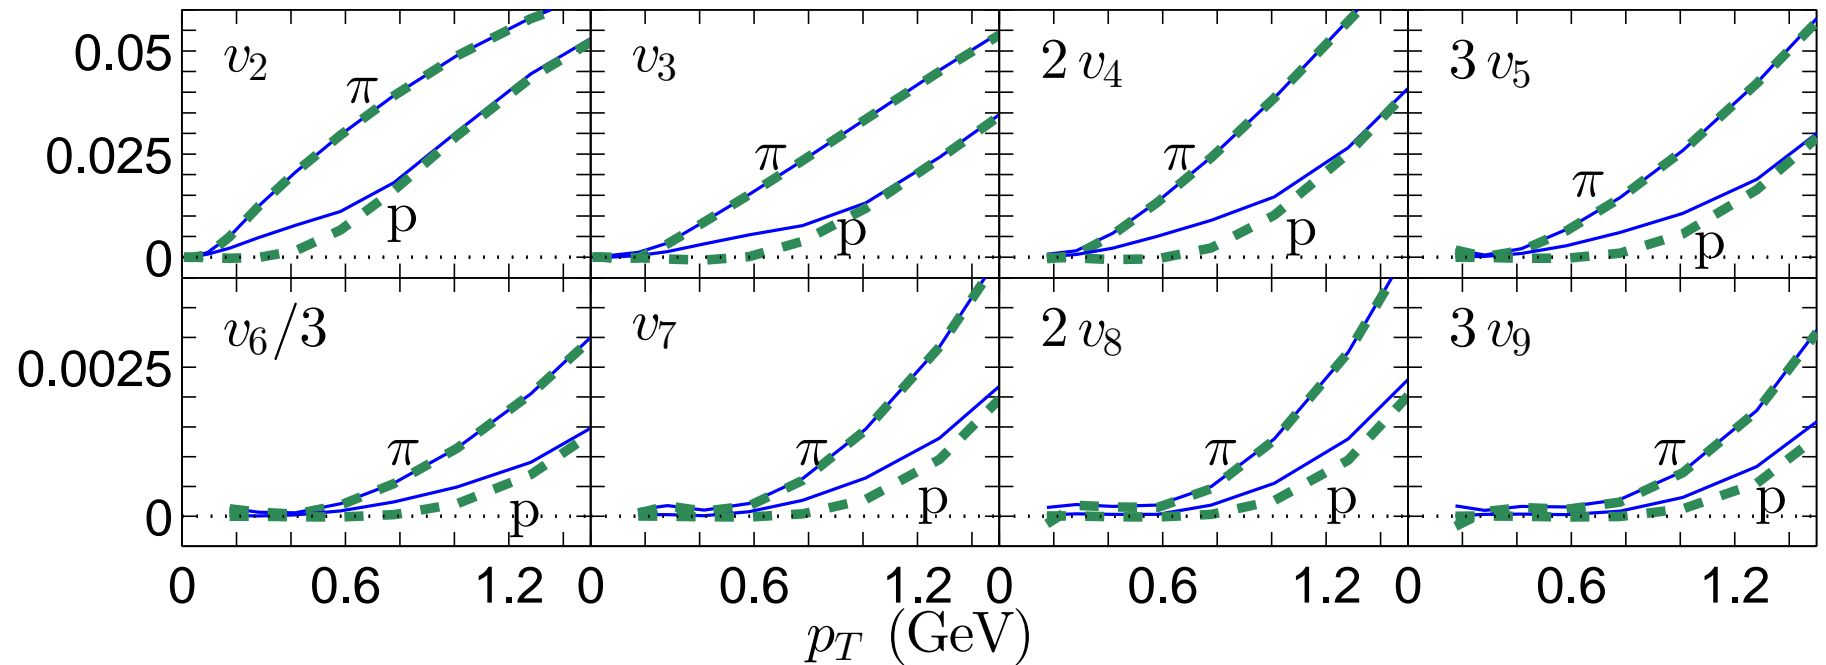 v₂ v₃ 2 v₄ 3 v₅
0.05
π π π π
0.025
p p p p
0
v₆/3 v₇ 2 v₈ 3 v₉
0.0025
π π π π
p p p p
0
0 0.6 1.2 0 0.6 1.2 0 0.6 1.2 0 0.6 1.2
p_T (GeV)